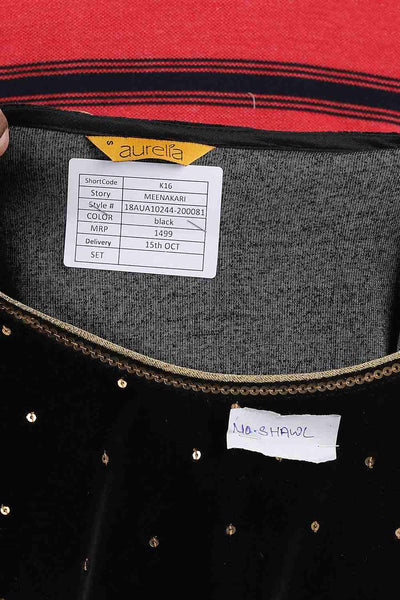 S aurelia
ShortCode K16
Story MEENAKARI
Style # 18AUA10244-200081
COLOR black
MRP 1499
Delivery 15th OCT
SET
No-SHAWL